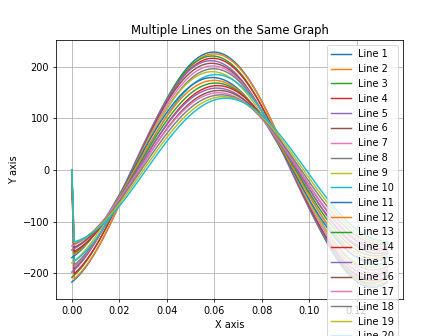 Multiple Lines on the Same Graph
Y axis
200
100
0
−100
−200
0.00
0.02
0.04
0.06
0.08
0.10
X axis
Line 1
Line 2
Line 3
Line 4
Line 5
Line 6
Line 7
Line 8
Line 9
Line 10
Line 11
Line 12
Line 13
Line 14
Line 15
Line 16
Line 17
Line 18
Line 19
Line 20